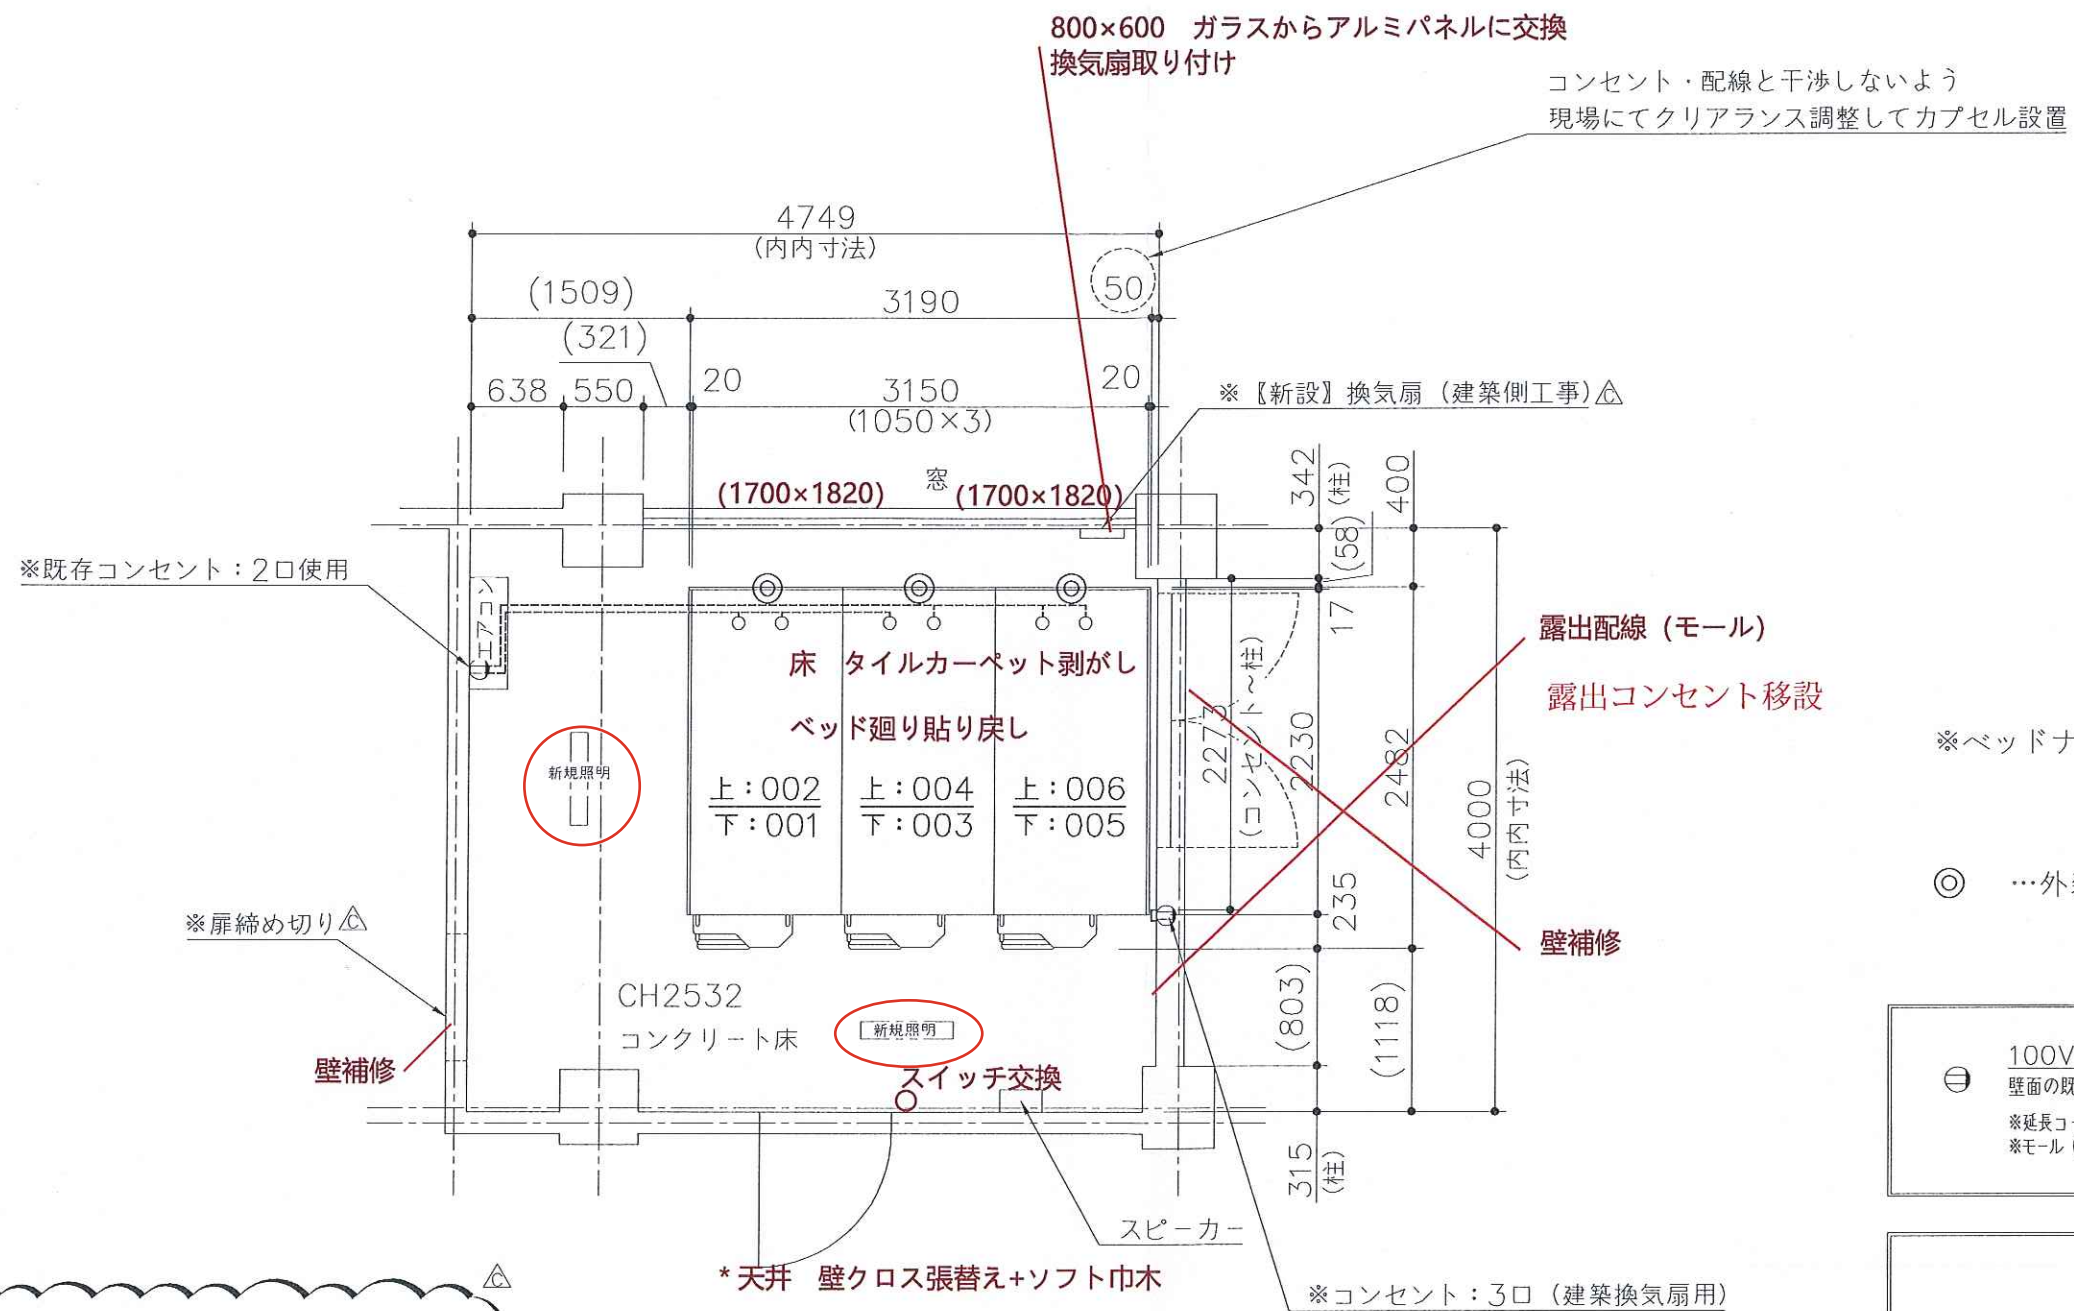 800×600　ガラスからアルミパネルに交換
換気扇取り付け
コンセント・配線と干渉しないよう
現場にてクリアランス調整してカプセル設置
4749
(内内寸法)
(1509)
3190
50
(321)
638
550
20
3150
(1050×3)
20
※【新設】換気扇（建築側工事）C
342
(柱)
400
窓
(1700×1820)
(1700×1820)
(58)
17
※既存コンセント：2口使用
エアコン
床　タイルカーペット剥がし
ベッド廻り貼り戻し
露出配線（モール）
露出コンセント移設
2273
(コンセント～柱)
2230
2482
4000
(内内寸法)
※ベッドナ
新規照明
上：002
下：001
上：004
下：003
上：006
下：005
235
…外
※扉締め切り C
壁補修
CH2532
コンクリート床
新規照明
(803)
(1118)
壁補修
スイッチ交換
100V
壁面の既
※延長コー
※モール
315
(柱)
スピーカー
*天井　壁クロス張替え+ソフト巾木
C
※コンセント：3口（建築換気扇用）